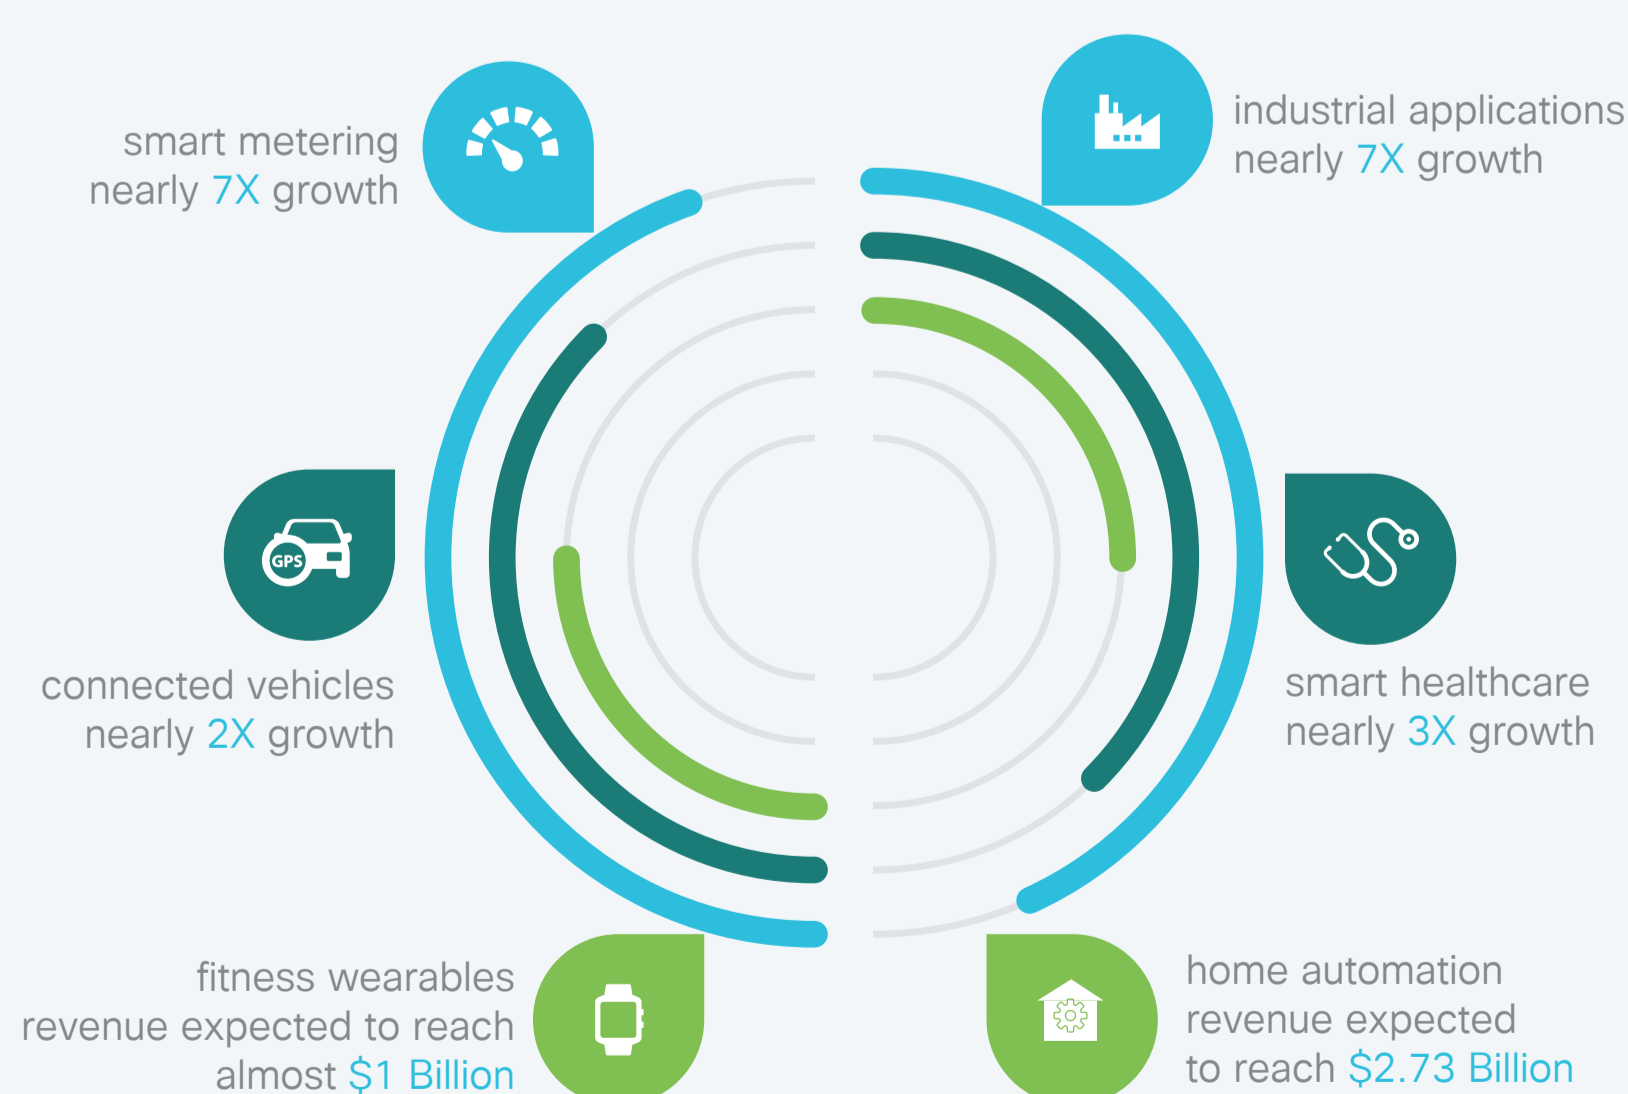 smart metering
nearly 7X growth
industrial applications
nearly 7X growth
GPS
connected vehicles
nearly 2X growth
smart healthcare
nearly 3X growth
fitness wearables
revenue expected to reach
almost $1 Billion
home automation
revenue expected
to reach $2.73 Billion